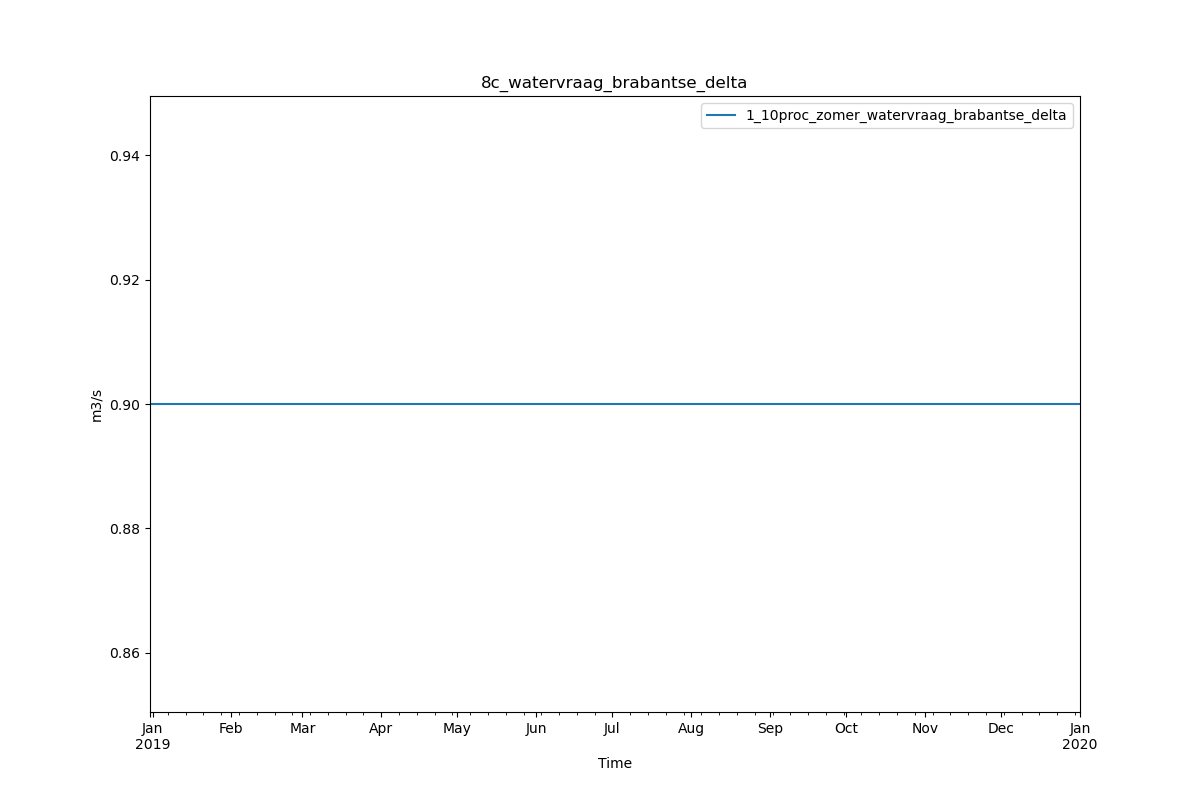 8c_watervraag_brabantse_delta
1_10proc_zomer_watervraag_brabantse_delta
0.94
0.92
0.90
0.88
0.86
m3/s
Jan Feb Mar Apr May Jun Jul Aug Sep Oct Nov Dec Jan
2019 2020
Time